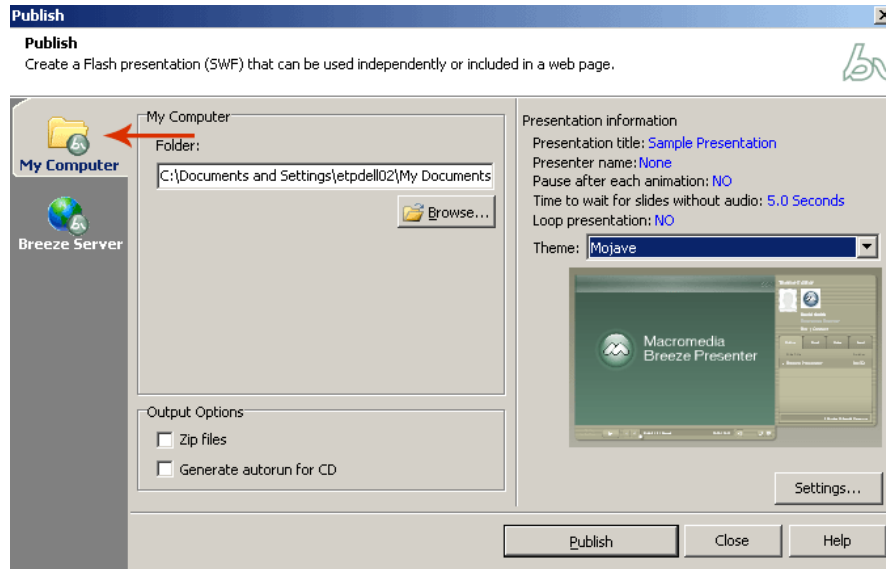 Publish
Publish
Create a Flash presentation (SWF) that can be used independently or included in a web page.
My Computer
Breeze Server
My Computer
Folder:
C:\Documents and Settings\etpdell02\My Documents
Browse...
Output Options
Zip files
Generate autorun for CD
Presentation information
Presentation title: Sample Presentation
Presenter name: None
Pause after each animation: NO
Time to wait for slides without audio: 5.0 Seconds
Loop presentation: NO
Theme: Mojave
Macromedia
Breeze Presenter
Settings...
Publish
Close
Help